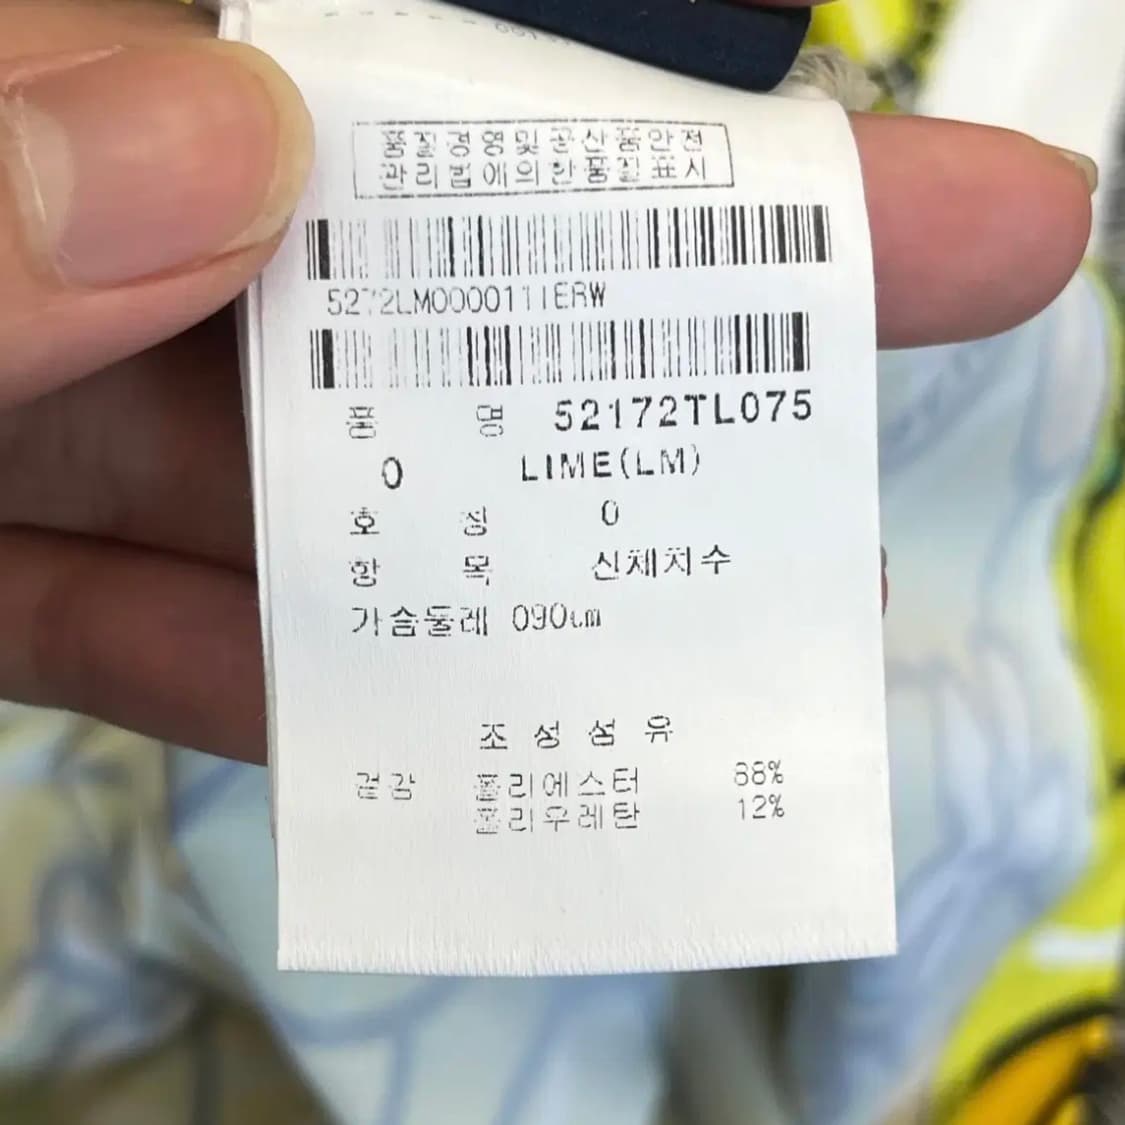 품질경영및공산품안전
관리법에의한품질표시
52172TL075
품 명
0 LIME(LM)
호 칭 0
항 목 신체치수
가슴둘레 090cm
조성섬유
겉감 폴리에스터 88%
폴리우레탄 12%